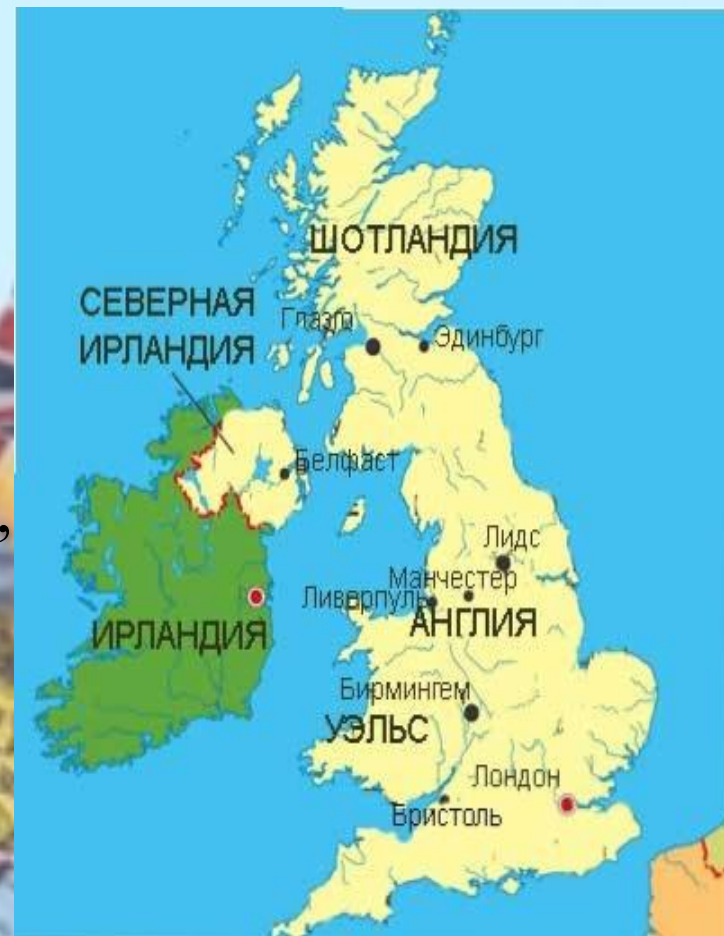 ШОТЛАНДИЯ
СЕВЕРНАЯ
ИРЛАНДИЯ
Глазго
Эдинбург
Белфаст
,
Лидс
Манчестер
Ливерпуль
АНГЛИЯ
ИРЛАНДИЯ
Бирмингем
УЭЛЬС
Лондон
Бристоль